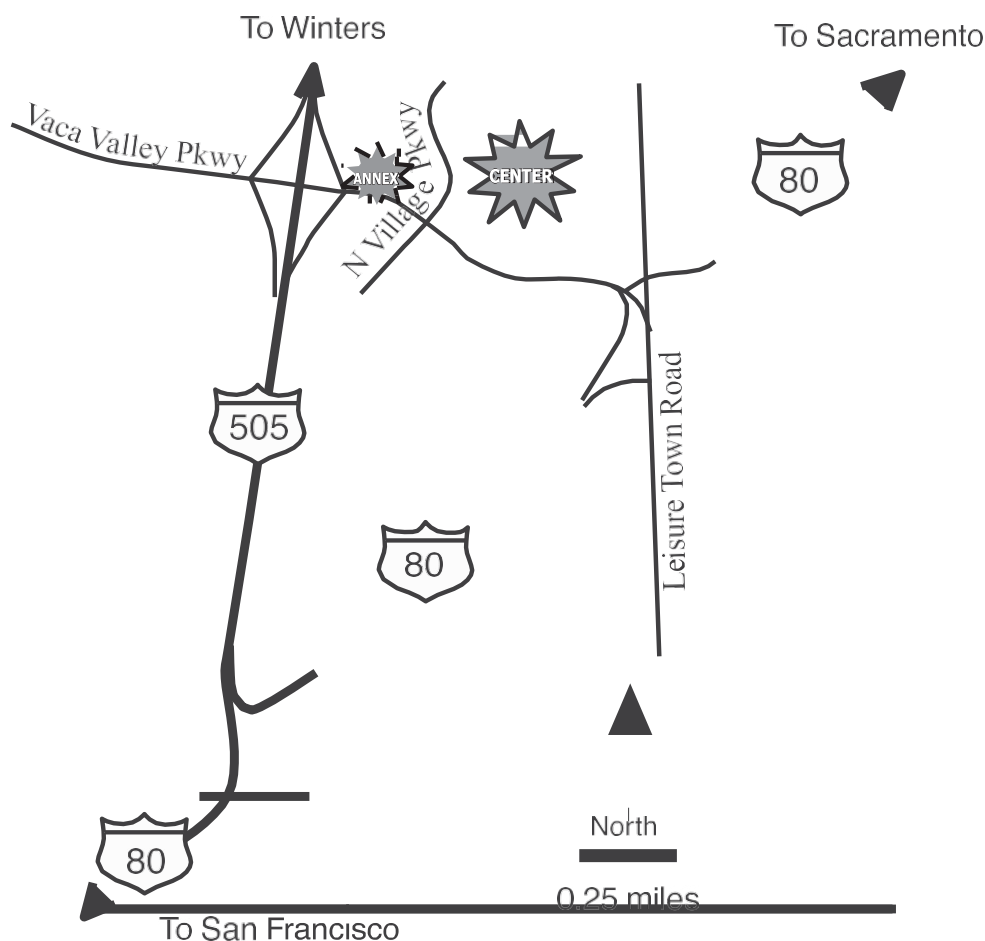 To Winters
To Sacramento
Vaca Valley Pkwy
ANNEX
N Village Pkwy
CENTER
80
505
Leisure Town Road
80
North
80
0.25 miles
To San Francisco